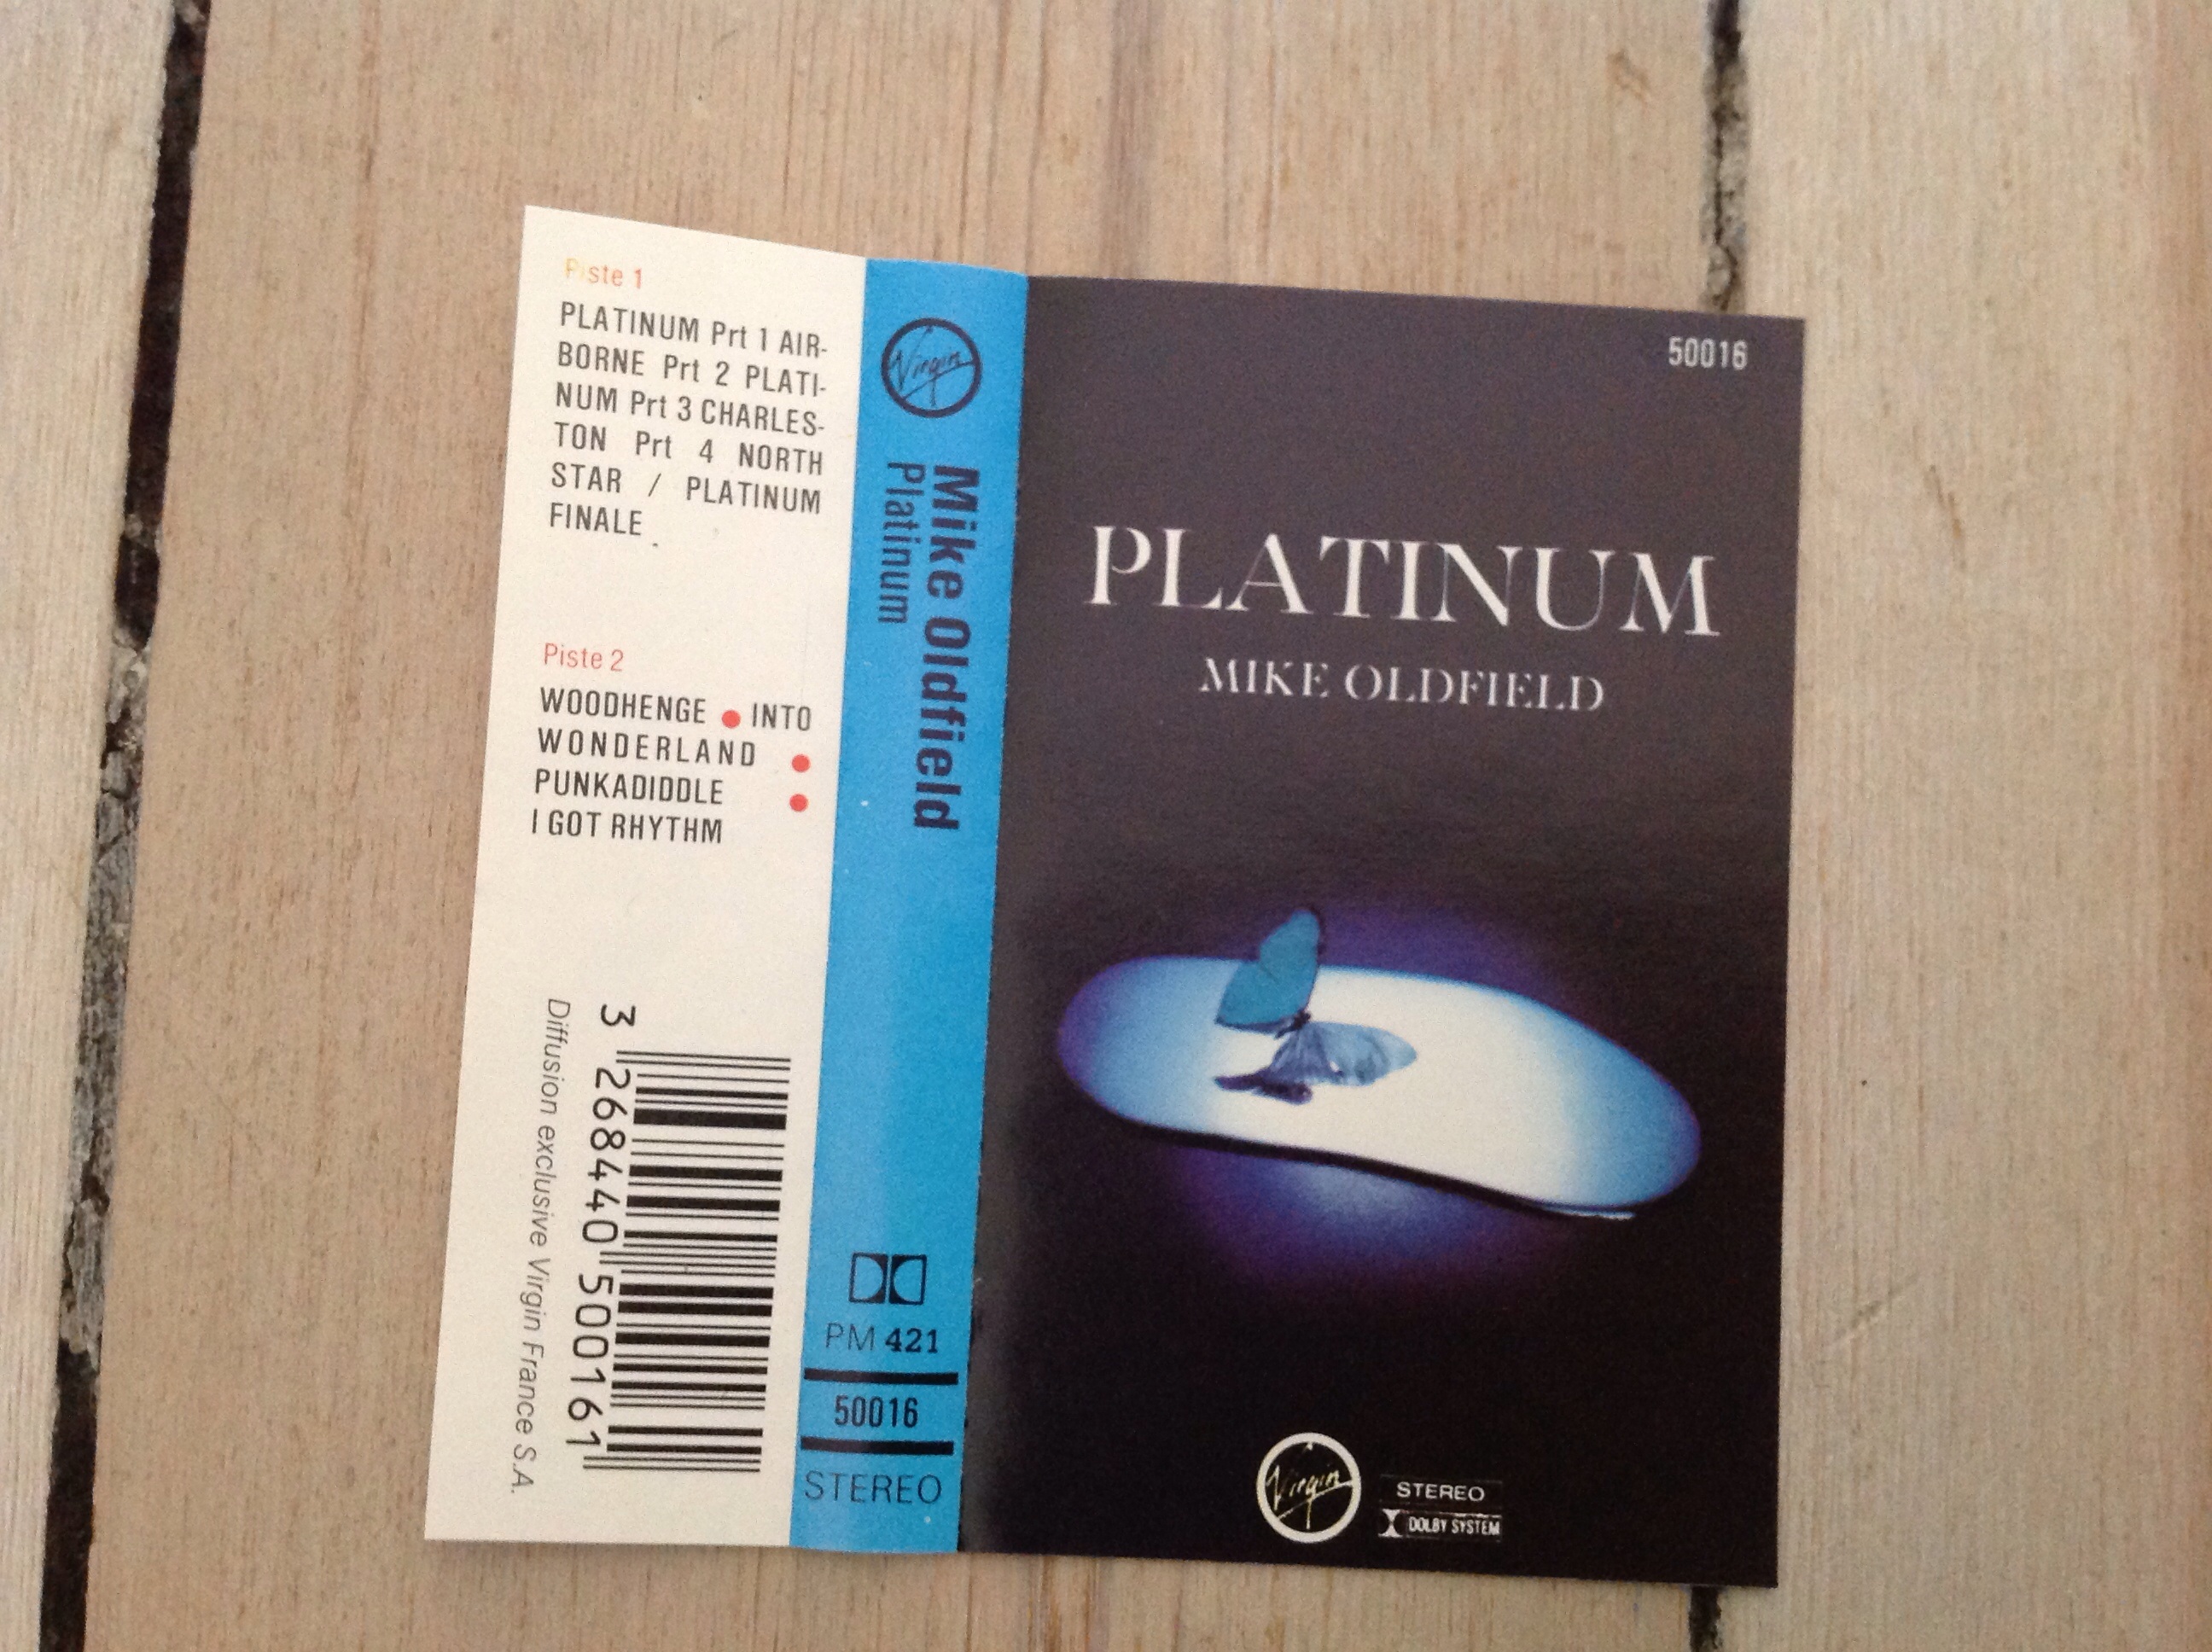 Piste 1
PLATINUM Prt 1 AIR-
BORNE Prt 2 PLATI-
NUM Prt 3 CHARLES-
TON Prt 4 NORTH
STAR / PLATINUM
FINALE .
Piste 2
WOODHENGE ● INTO
WONDERLAND ●
PUNKADIDDLE ●
I GOT RHYTHM
3 268440 500161
Diffusion exclusive Virgin France S.A.
Virgin
Mike Oldfield
Platinum
PM 421
50016
STEREO
50016
PLATINUM
MIKE OLDFIELD
Virgin
STEREO
DOLBY SYSTEM